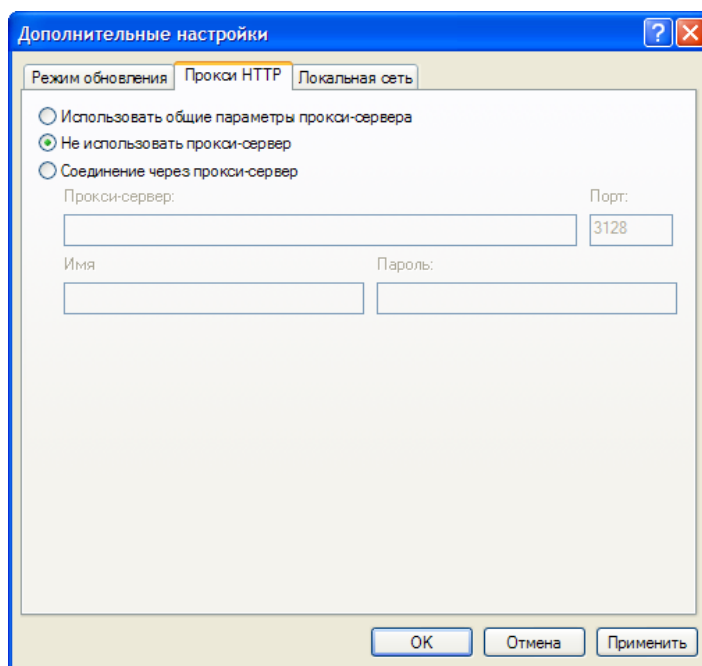 Дополнительные настройки
Режим обновления Прокси HTTP Локальная сеть
Использовать общие параметры прокси-сервера
Не использовать прокси-сервер
Соединение через прокси-сервер
Прокси-сервер: Порт:
3128
Имя Пароль:
OK Отмена Применить